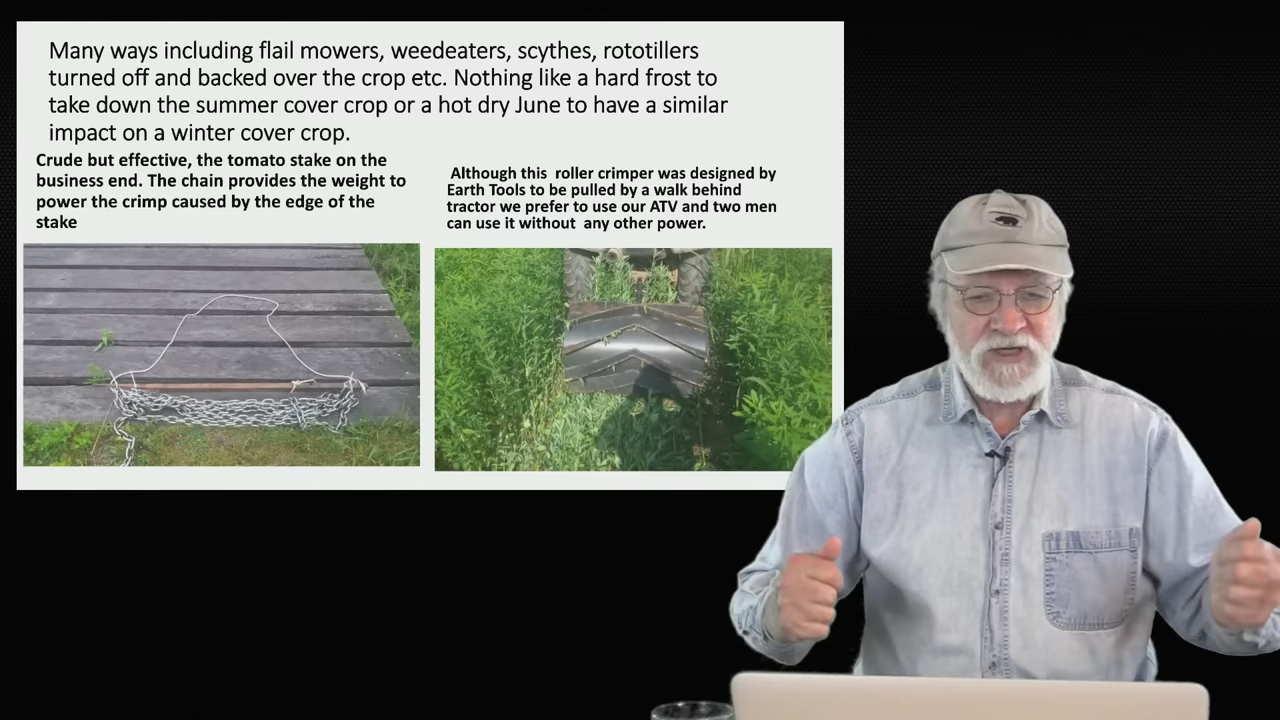 Many ways including flail mowers, weedeaters, scythes, rototillers
turned off and backed over the crop etc. Nothing like a hard frost to
take down the summer cover crop or a hot dry June to have a similar
impact on a winter cover crop.
Crude but effective, the tomato stake on the
business end. The chain provides the weight to
power the crimp caused by the edge of the
stake
Although this roller crimper was designed by
Earth Tools to be pulled by a walk behind
tractor we prefer to use our ATV and two men
can use it without any other power.